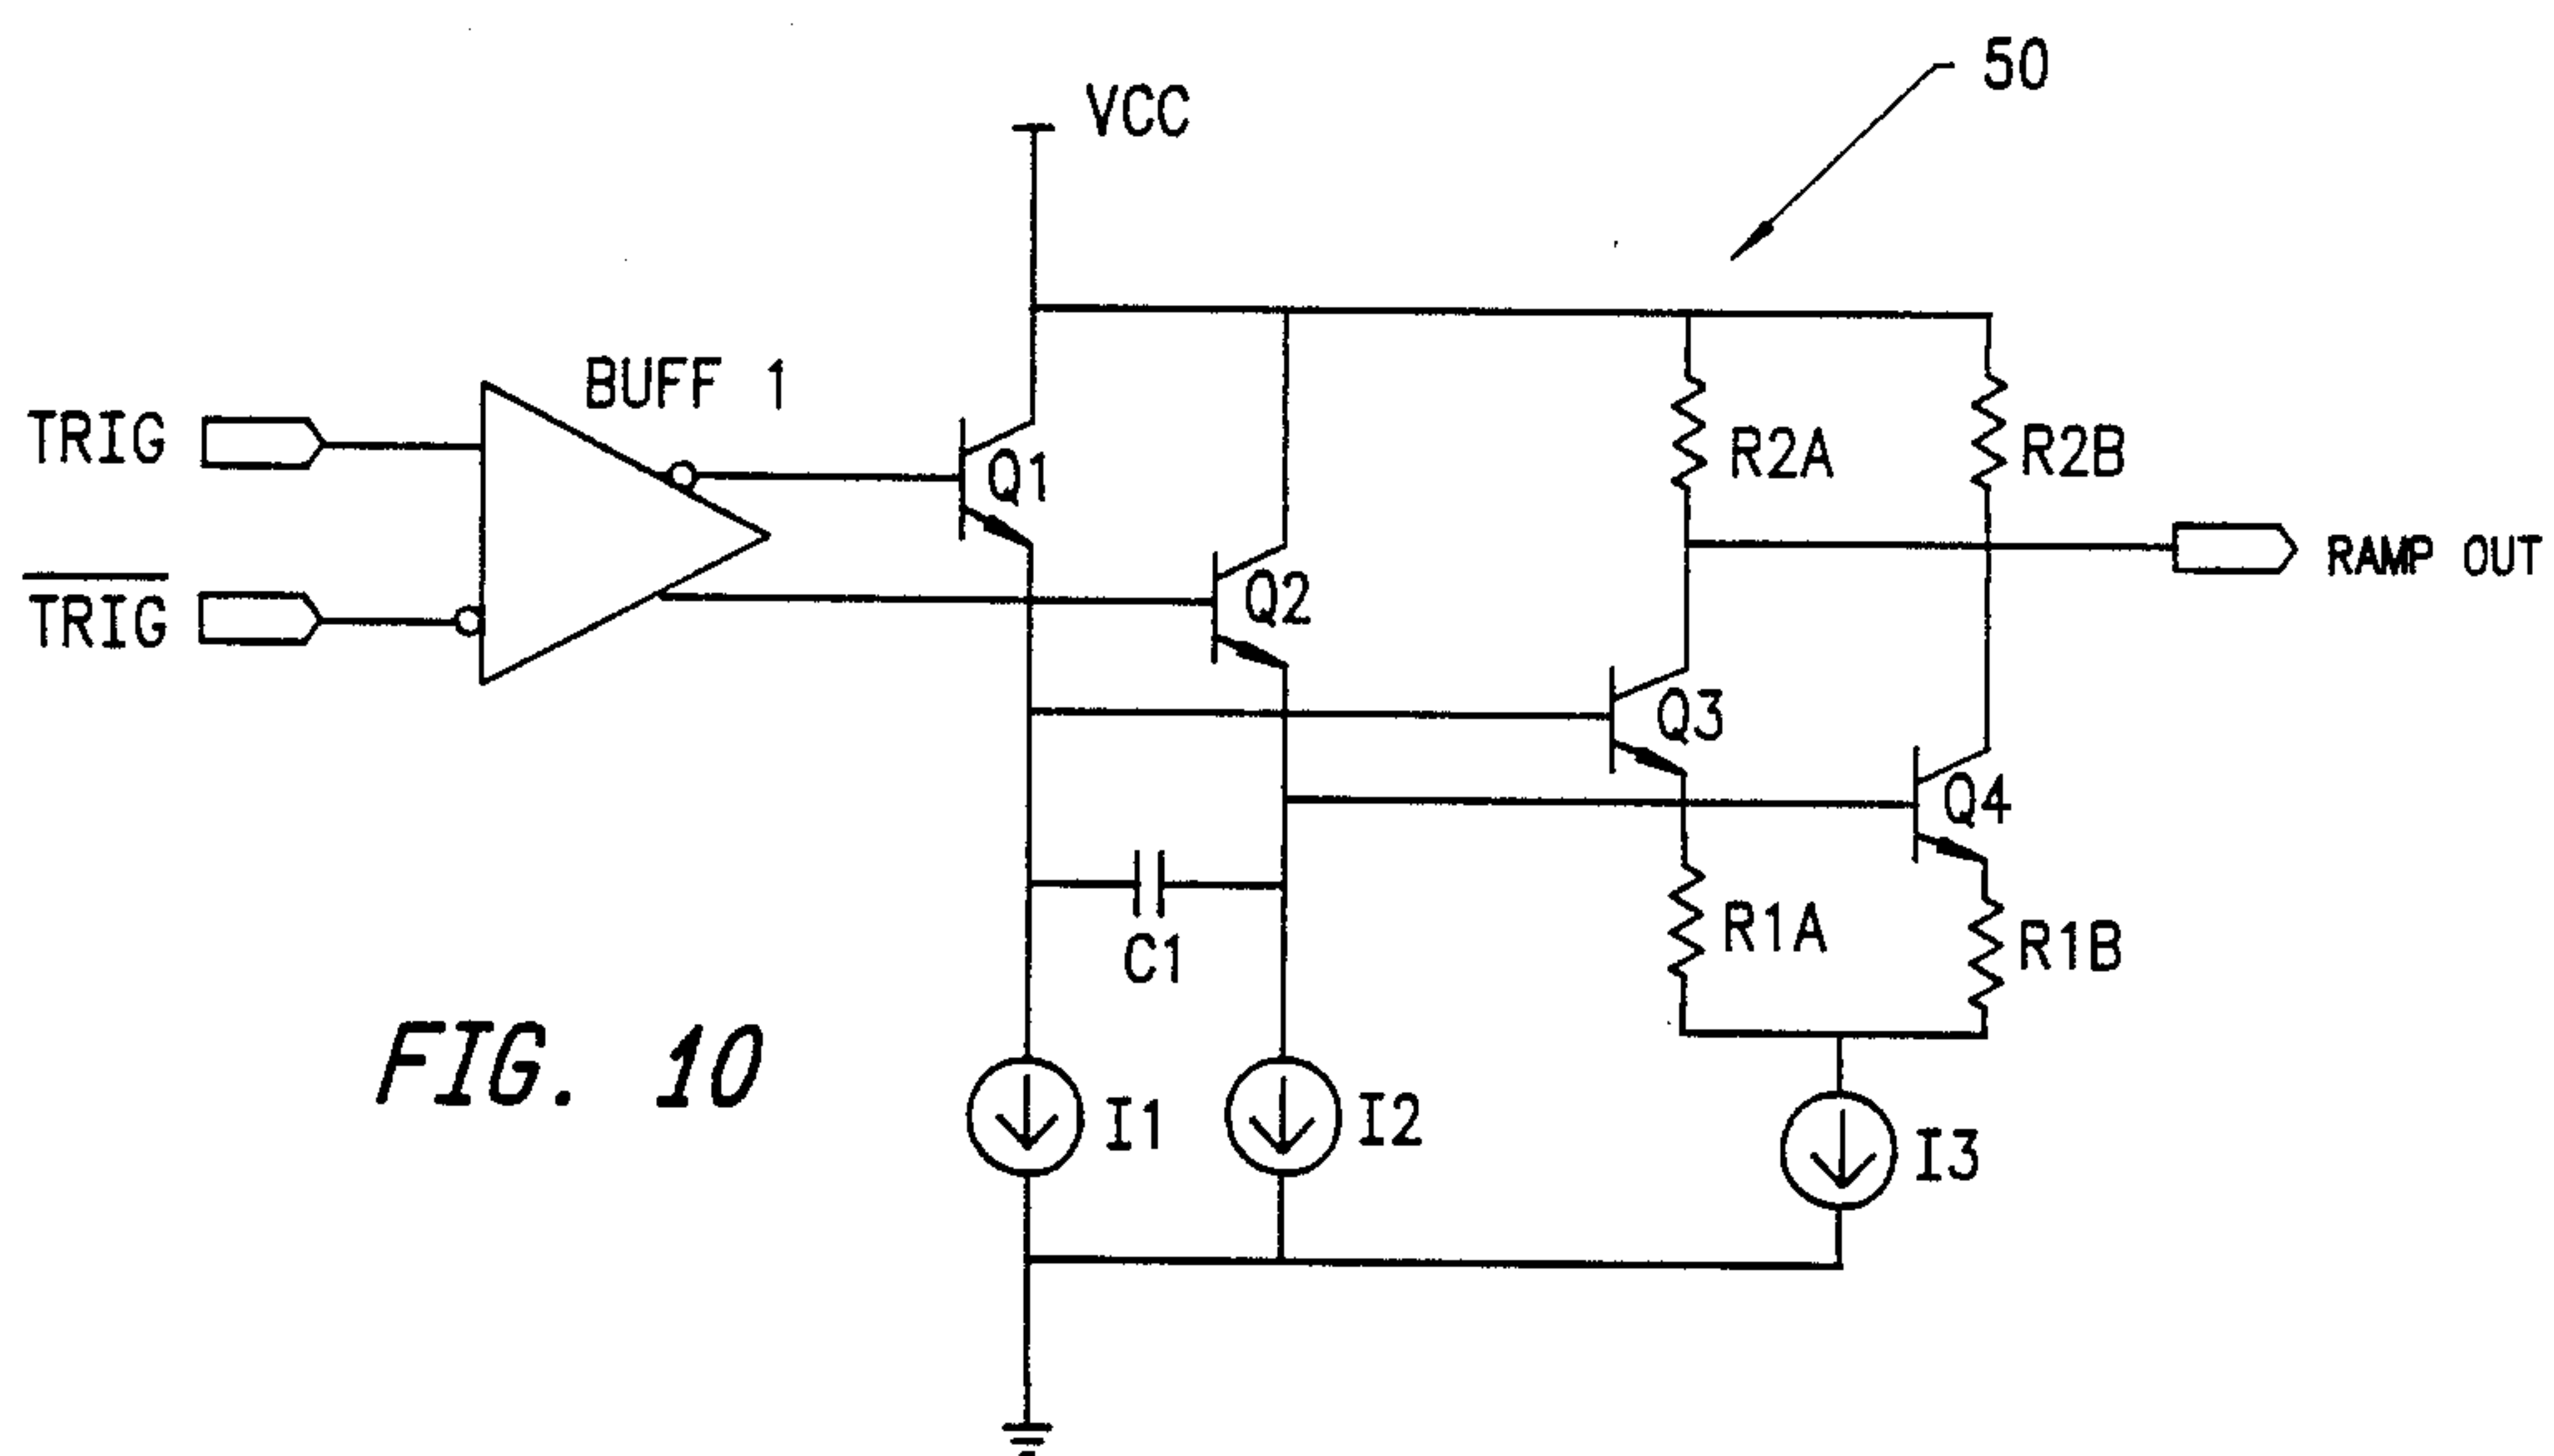 50
VCC
BUFF 1
TRIG
Q1
R2A
R2B
RAMP OUT
TRIG
Q2
Q3
Q4
R1A
R1B
C1
FIG. 10
I1
I2
I3